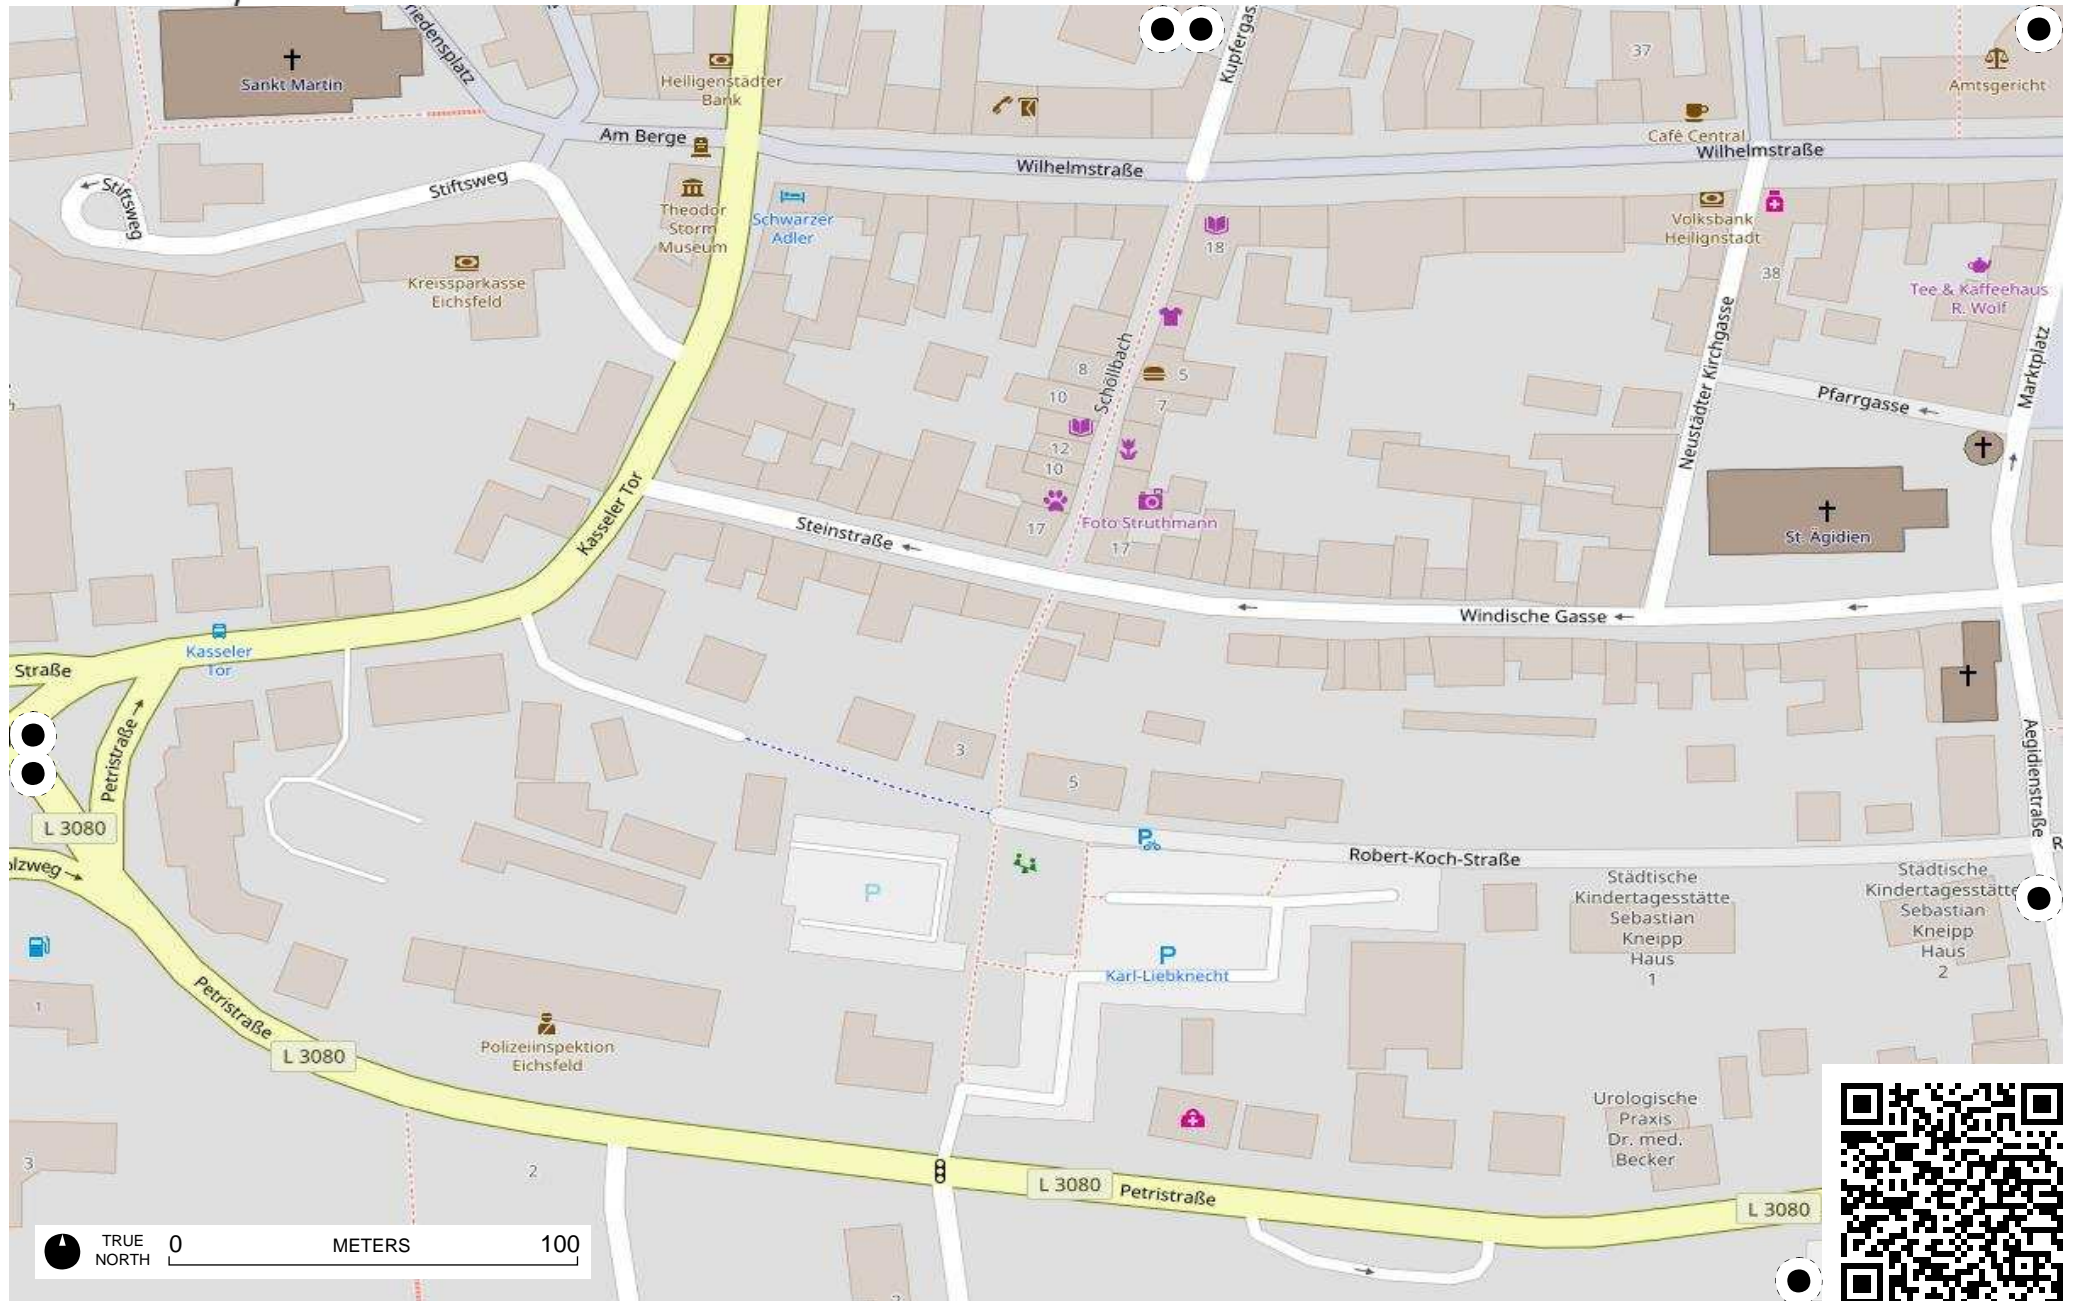 riedensplatz
Kupfergas
37
Sankt Martin
Heiligenstädter
Bank
Amtsgericht
Am Berge
Café Central
Wilhelmstraße
Wilhelmstraße
Stiftsweg
Stiftsweg
Theodor
Storm
Museum
Schwarzer
Adler
18
Volksbank
Heilignstadt
38
Kreissparkasse
Eichsfeld
Tee & Kaffeehaus
R. Wolf
Schöllbach
8
5
10
7
Neustädter Kirchgasse
Pfarrgasse
Marktplatz
12
10
Kasseler Tor
17
Foto Struthmann
17
Steinstraße
St. Ägidien
Windische Gasse
Kasseler
Tor
Straße
Petristraße
3
5
Aegidienstraße
L 3080
olzweg
P
P
Robert-Koch-Straße
R
Städtische
Kindertagesstätte
Sebastian
Kneipp
Haus
1
Städtische
Kindertagesstätte
Sebastian
Kneipp
Haus
2
P
Karl-Liebknecht
1
Petristraße
L 3080
Polizeiinspektion
Eichsfeld
Urologische
Praxis
Dr. med.
Becker
3
2
L 3080
Petristraße
L 3080
TRUE
NORTH
0 METERS 100